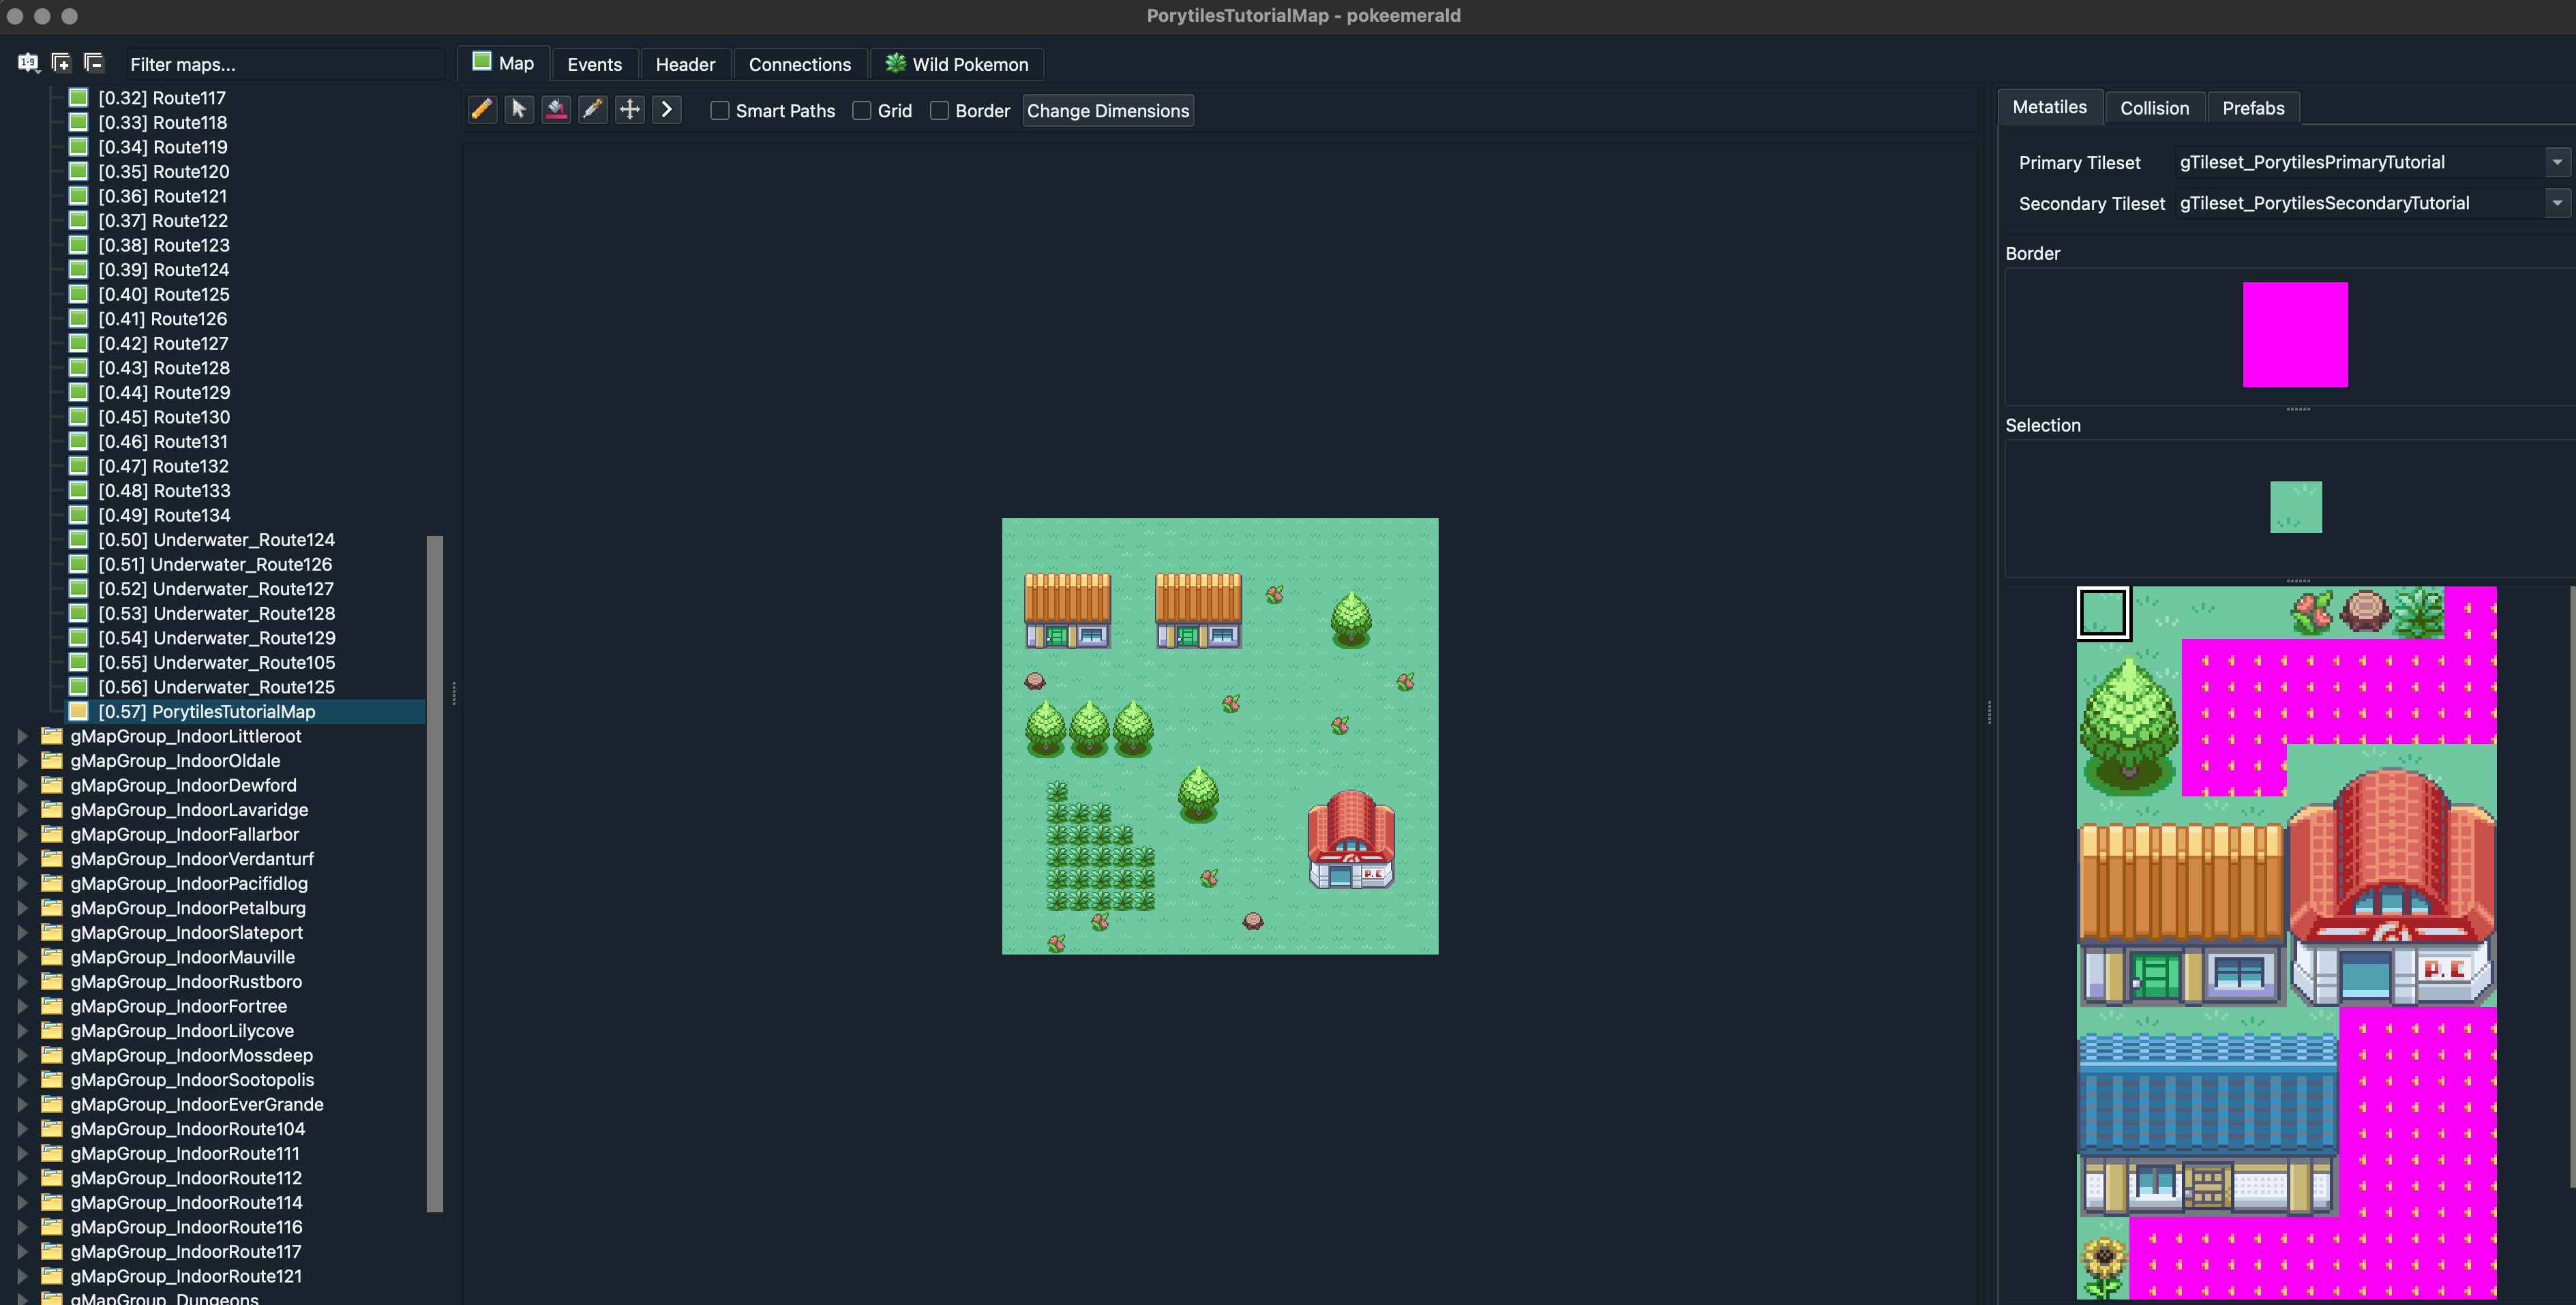 PorytilesTutorialMap - pokeemerald
1-9
Filter maps...
Map
Events
Header
Connections
Wild Pokemon
Smart Paths
Grid
Border
Change Dimensions
[0.32] Route117
[0.33] Route118
[0.34] Route119
[0.35] Route120
[0.36] Route121
[0.37] Route122
[0.38] Route123
[0.39] Route124
[0.40] Route125
[0.41] Route126
[0.42] Route127
[0.43] Route128
[0.44] Route129
[0.45] Route130
[0.46] Route131
[0.47] Route132
[0.48] Route133
[0.49] Route134
[0.50] Underwater_Route124
[0.51] Underwater_Route126
[0.52] Underwater_Route127
[0.53] Underwater_Route128
[0.54] Underwater_Route129
[0.55] Underwater_Route105
[0.56] Underwater_Route125
[0.57] PorytilesTutorialMap
gMapGroup_IndoorLittleroot
gMapGroup_IndoorOldale
gMapGroup_IndoorDewford
gMapGroup_IndoorLavaridge
gMapGroup_IndoorFallarbor
gMapGroup_IndoorVerdanturf
gMapGroup_IndoorPacifidlog
gMapGroup_IndoorPetalburg
gMapGroup_IndoorSlateport
gMapGroup_IndoorMauville
gMapGroup_IndoorRustboro
gMapGroup_IndoorFortree
gMapGroup_IndoorLilycove
gMapGroup_IndoorMossdeep
gMapGroup_IndoorSootopolis
gMapGroup_IndoorEverGrande
gMapGroup_IndoorRoute104
gMapGroup_IndoorRoute111
gMapGroup_IndoorRoute112
gMapGroup_IndoorRoute114
gMapGroup_IndoorRoute116
gMapGroup_IndoorRoute117
gMapGroup_IndoorRoute121
gMapGroup_Dungeons
P.C
Metatiles
Collision
Prefabs
Primary Tileset
gTileset_PorytilesPrimaryTutorial
Secondary Tileset
gTileset_PorytilesSecondaryTutorial
Border
Selection
P.C